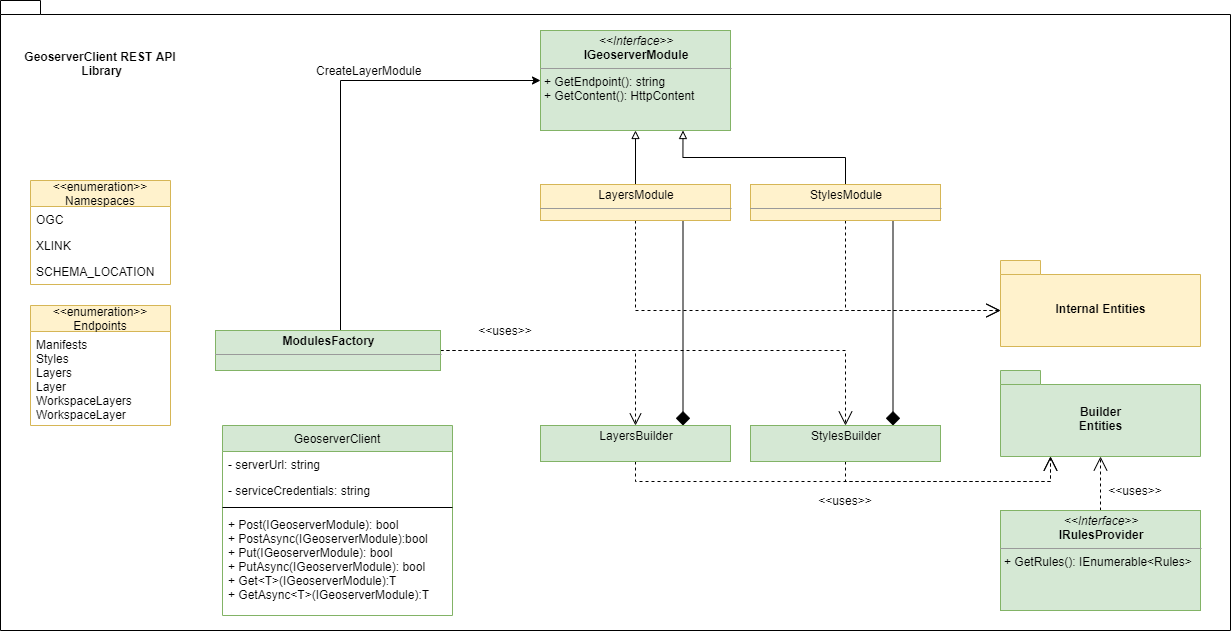 GeoserverClient REST API
Library
<<Interface>>
IGeoserverModule
+ GetEndpoint(): string
+ GetContent(): HttpContent
CreateLayerModule
<<enumeration>>
Namespaces
OGC
XLINK
SCHEMA_LOCATION
LayersModule
StylesModule
<<enumeration>>
Endpoints
Manifests
Styles
Layers
Layer
WorkspaceLayers
WorkspaceLayer
Internal Entities
ModulesFactory
<<uses>>
Builder
Entities
GeoserverClient
- serverUrl: string
- serviceCredentials: string
+ Post(IGeoserverModule): bool
+ PostAsync(IGeoserverModule):bool
+ Put(IGeoserverModule): bool
+ PutAsync(IGeoserverModule): bool
+ Get<T>(IGeoserverModule):T
+ GetAsync<T>(IGeoserverModule):T
LayersBuilder
StylesBuilder
<<uses>>
<<uses>>
<<Interface>>
IRulesProvider
+ GetRules(): IEnumerable<Rules>